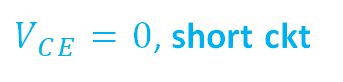 V_CE = 0, short ckt